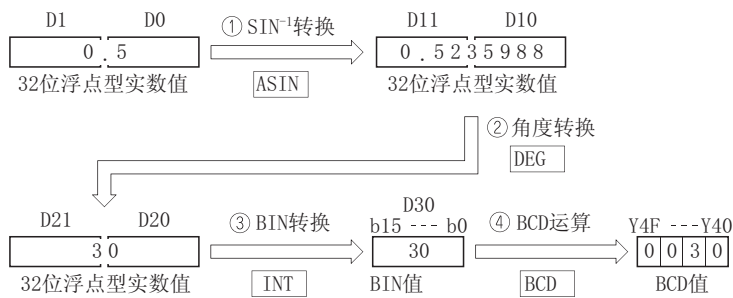 D1 D0 ① SIN⁻¹转换 D11 D10
0.5 0.5235988
32位浮点型实数值 ASIN 32位浮点型实数值
② 角度转换
DEG
D21 D20 ③ BIN转换 D30 ④ BCD运算 Y4F ---Y40
b15 --- b0
30 30 0 0 3 0
32位浮点型实数值 INT BIN值 BCD BCD值